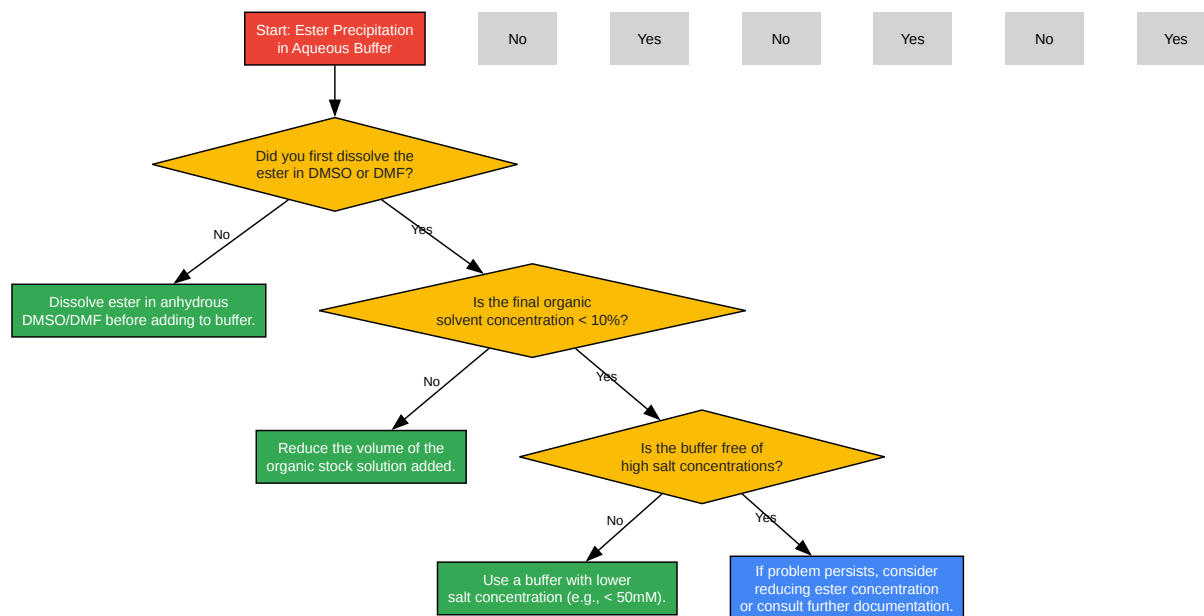 Start: Ester Precipitation
in Aqueous Buffer
No
Yes
No
Yes
No
Yes
Did you first dissolve the
ester in DMSO or DMF?
No
Yes
Dissolve ester in anhydrous
DMSO/DMF before adding to buffer.
Is the final organic
solvent concentration < 10%?
No
Yes
Reduce the volume of the
organic stock solution added.
Is the buffer free of
high salt concentrations?
No
Yes
Use a buffer with lower
salt concentration (e.g., < 50mM).
If problem persists, consider
reducing ester concentration
or consult further documentation.